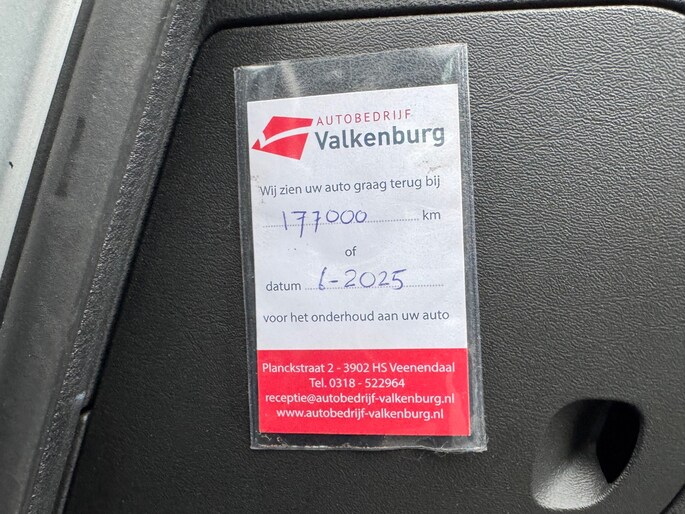 AUTOBEDRIJF
Valkenburg
Wij zien uw auto graag terug bij
177000 km
of
datum 6-2025
voor het onderhoud aan uw auto
Planckstraat 2 - 3902 HS Veenendaal
Tel. 0318 - 522964
receptie@autobedrijf-valkenburg.nl
www.autobedrijf-valkenburg.nl